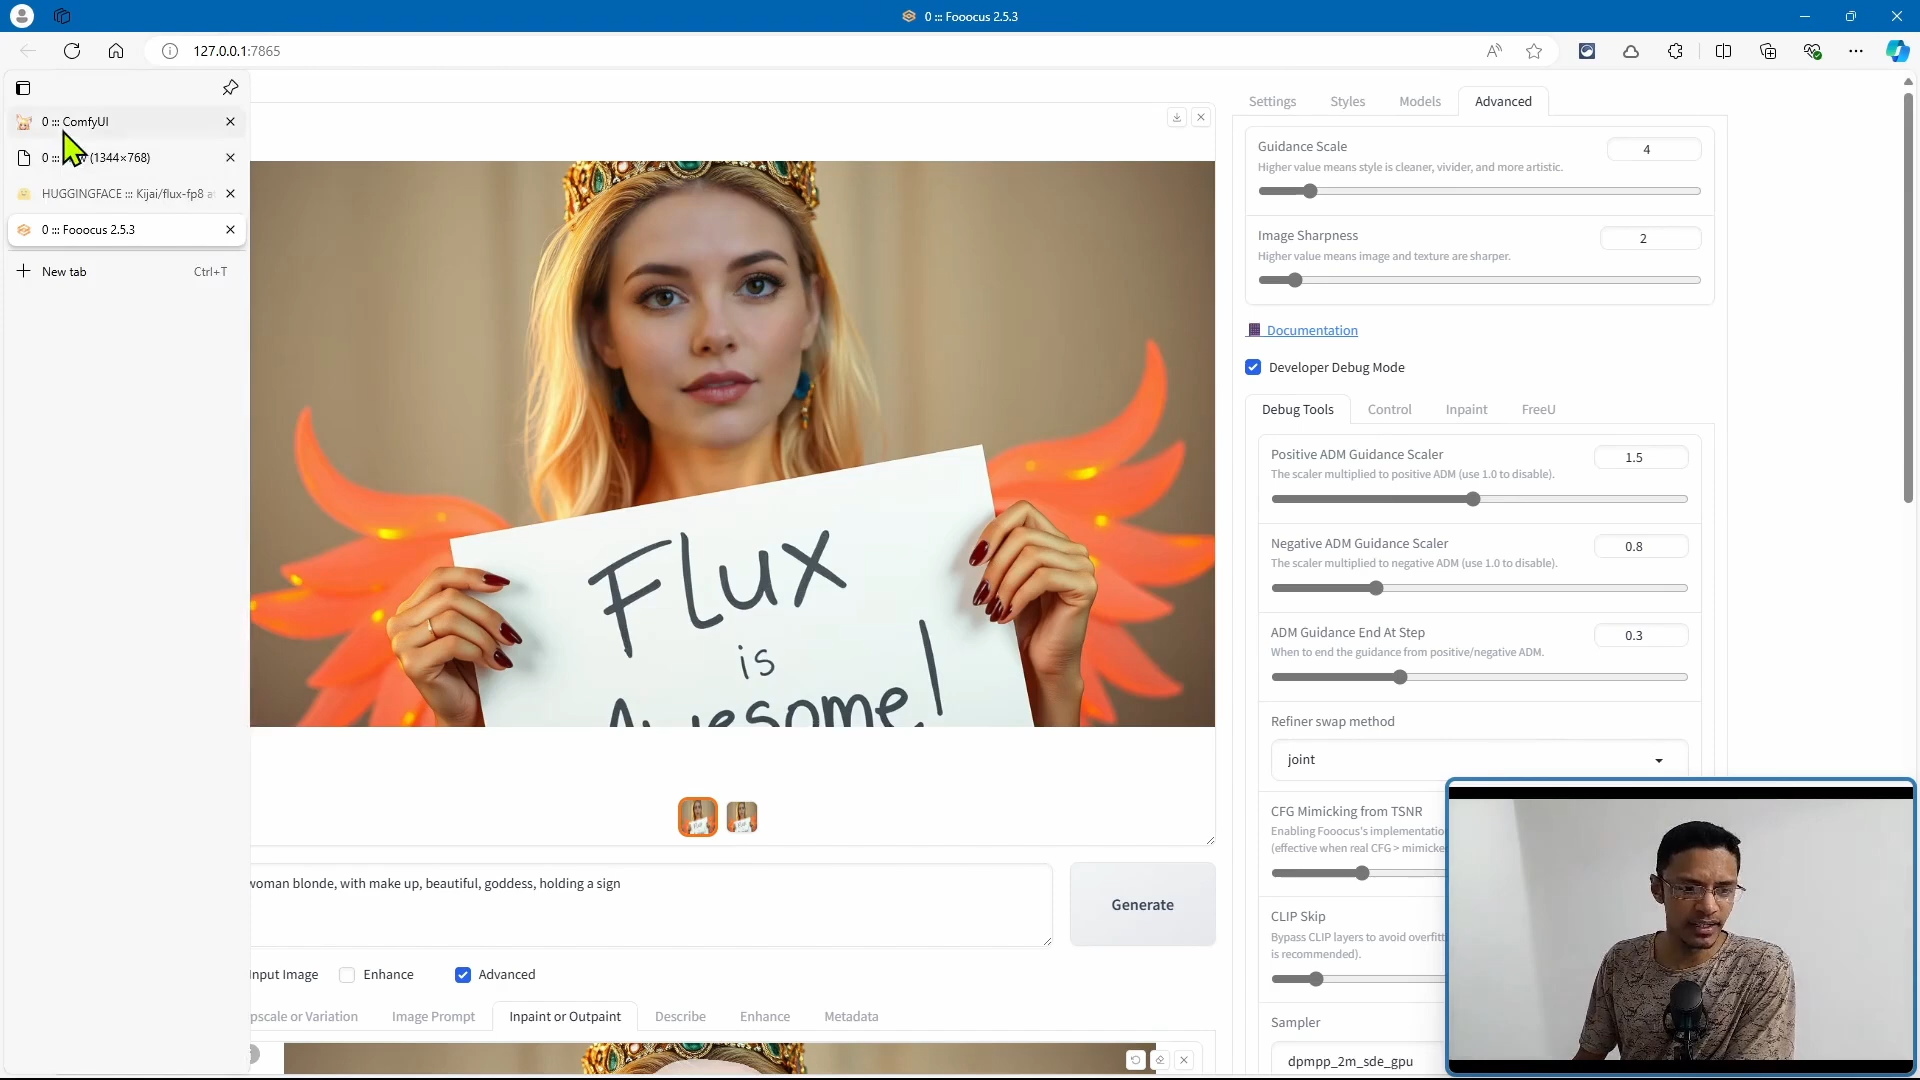 0 ::: Fooocus 2.5.3
127.0.0.1:7865
0 ::: ComfyUI
(1344×768)
HUGGINGFACE ::: Kijai/flux-fp8
0 ::: Fooocus 2.5.3
New tab
Ctrl+T
Flux
is
Awesome!
woman blonde, with make up, beautiful, goddess, holding a sign
Generate
Input Image
Enhance
Advanced
pscale or Variation
Image Prompt
Inpaint or Outpaint
Describe
Enhance
Metadata
Settings
Styles
Models
Advanced
Guidance Scale
4
Higher value means style is cleaner, vivider, and more artistic.
Image Sharpness
2
Higher value means image and texture are sharper.
Documentation
Developer Debug Mode
Debug Tools
Control
Inpaint
FreeU
Positive ADM Guidance Scaler
1.5
The scaler multiplied to positive ADM (use 1.0 to disable).
Negative ADM Guidance Scaler
0.8
The scaler multiplied to negative ADM (use 1.0 to disable).
ADM Guidance End At Step
0.3
When to end the guidance from positive/negative ADM.
Refiner swap method
joint
CFG Mimicking from TSNR
Enabling Fooocus's implementatio
(effective when real CFG > mimicke
CLIP Skip
Bypass CLIP layers to avoid overfitt
is recommended).
Sampler
dpmpp_2m_sde_gpu